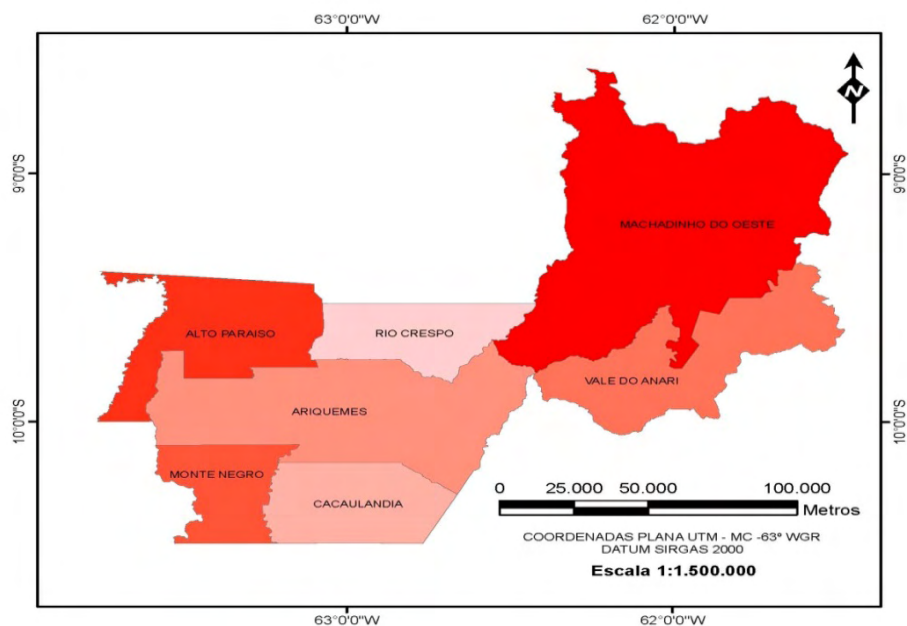 63°0'0"W 62°0'0"W
N
9°0'0"S 9°0'0"S
MACHADINHO DO OESTE
ALTO PARAISO RIO CRESPO
VALE DO ANARI
ARIQUEMES
10°0'0"S 10°0'0"S
MONTE NEGRO
CACAULANDIA
0 25.000 50.000 100.000
Metros
COORDENADAS PLANA UTM - MC -63° WGR
DATUM SIRGAS 2000
Escala 1:1.500.000
63°0'0"W 62°0'0"W